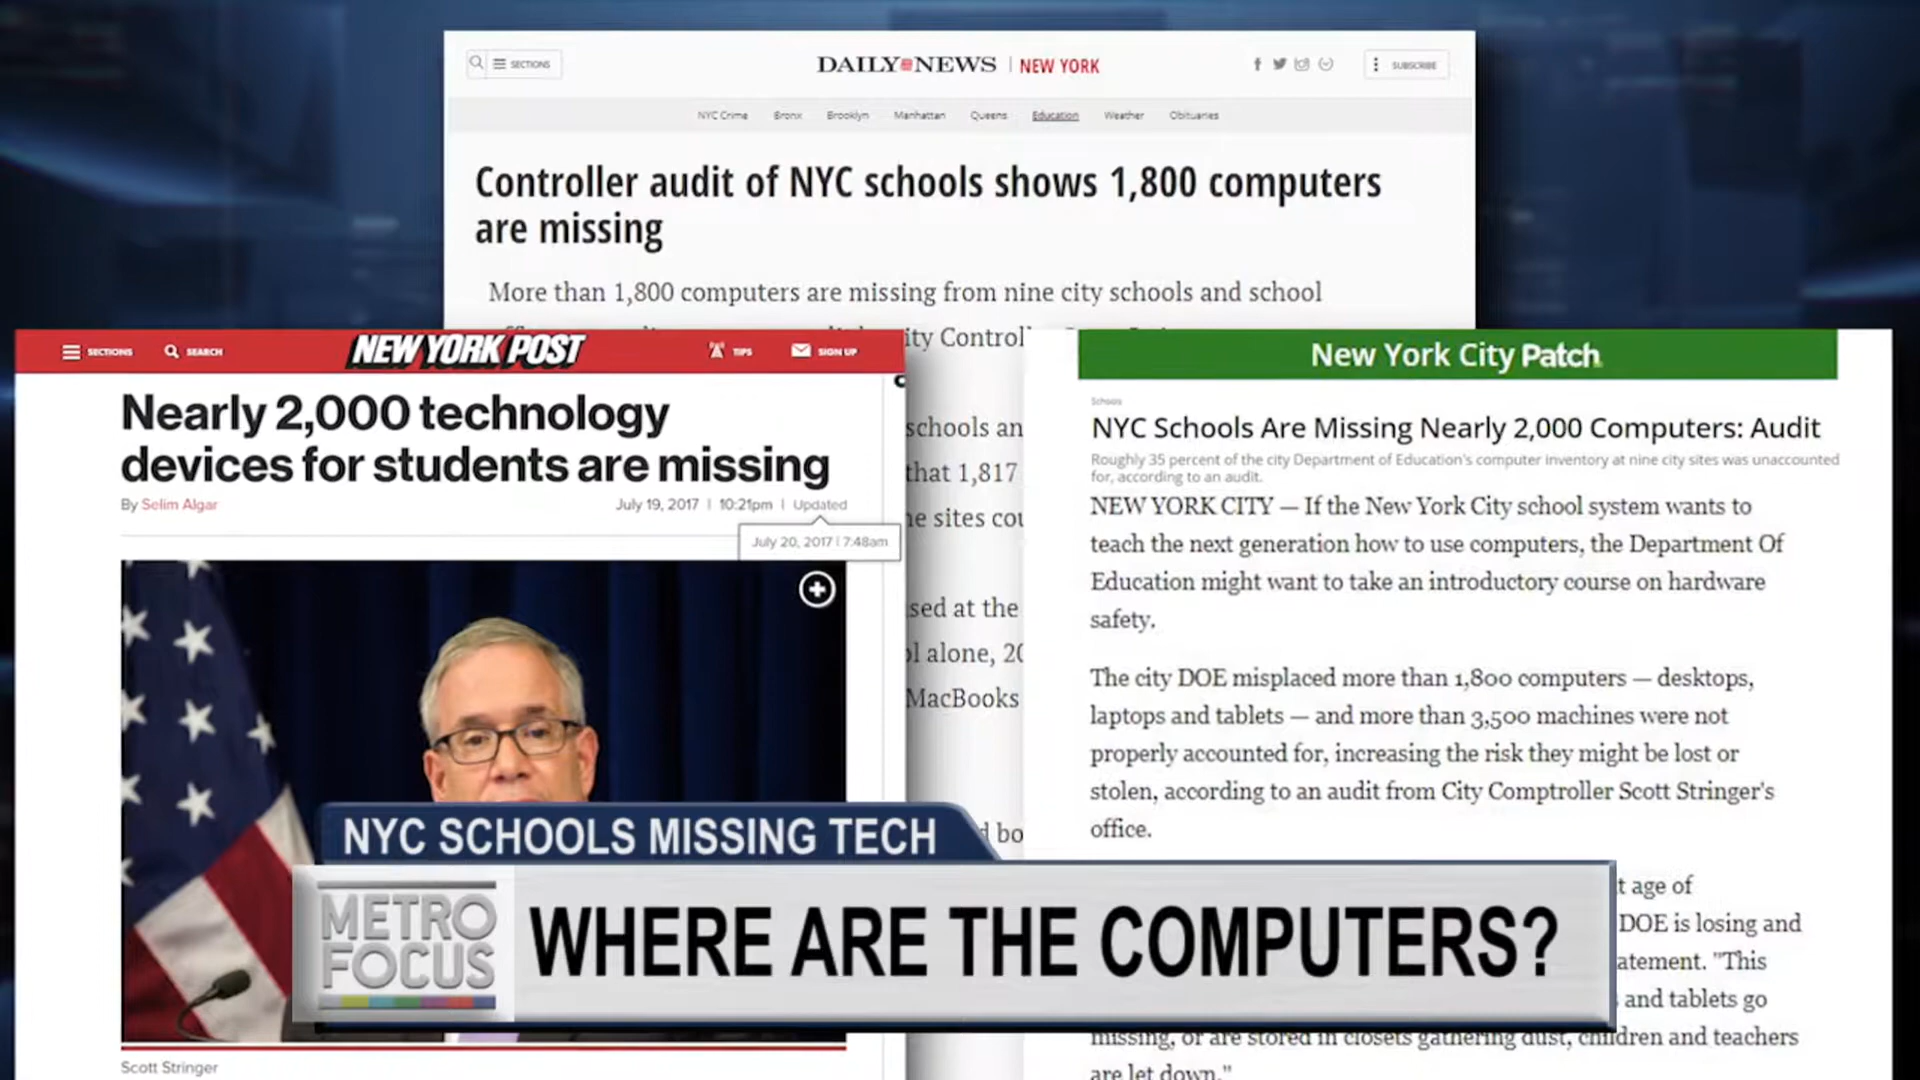 SECTIONS
DAILY NEWS | NEW YORK
SUBSCRIBE
NYC Crime Bronx Brooklyn Manhattan Queens Education Weather Obituaries
Controller audit of NYC schools shows 1,800 computers
are missing
More than 1,800 computers are missing from nine city schools and school
ity Control
schools an
that 1,817
e sites cou
sed at the
l alone, 20
MacBooks
d bo
SECTIONS SEARCH NEW YORK POST TIPS SIGN UP
Nearly 2,000 technology
devices for students are missing
By Selim Algar July 19, 2017 | 10:21pm | Updated
July 20, 2017 | 7:48am
Scott Stringer
New York City Patch
Schools
NYC Schools Are Missing Nearly 2,000 Computers: Audit
Roughly 35 percent of the city Department of Education's computer inventory at nine city sites was unaccounted
for, according to an audit.
NEW YORK CITY — If the New York City school system wants to
teach the next generation how to use computers, the Department Of
Education might want to take an introductory course on hardware
safety.
The city DOE misplaced more than 1,800 computers — desktops,
laptops and tablets — and more than 3,500 machines were not
properly accounted for, increasing the risk they might be lost or
stolen, according to an audit from City Comptroller Scott Stringer's
office.
t age of
DOE is losing and
atement. "This
and tablets go
missing, or are stored in closets gathering dust, children and teachers
are let down."
NYC SCHOOLS MISSING TECH
METRO
FOCUS
WHERE ARE THE COMPUTERS?